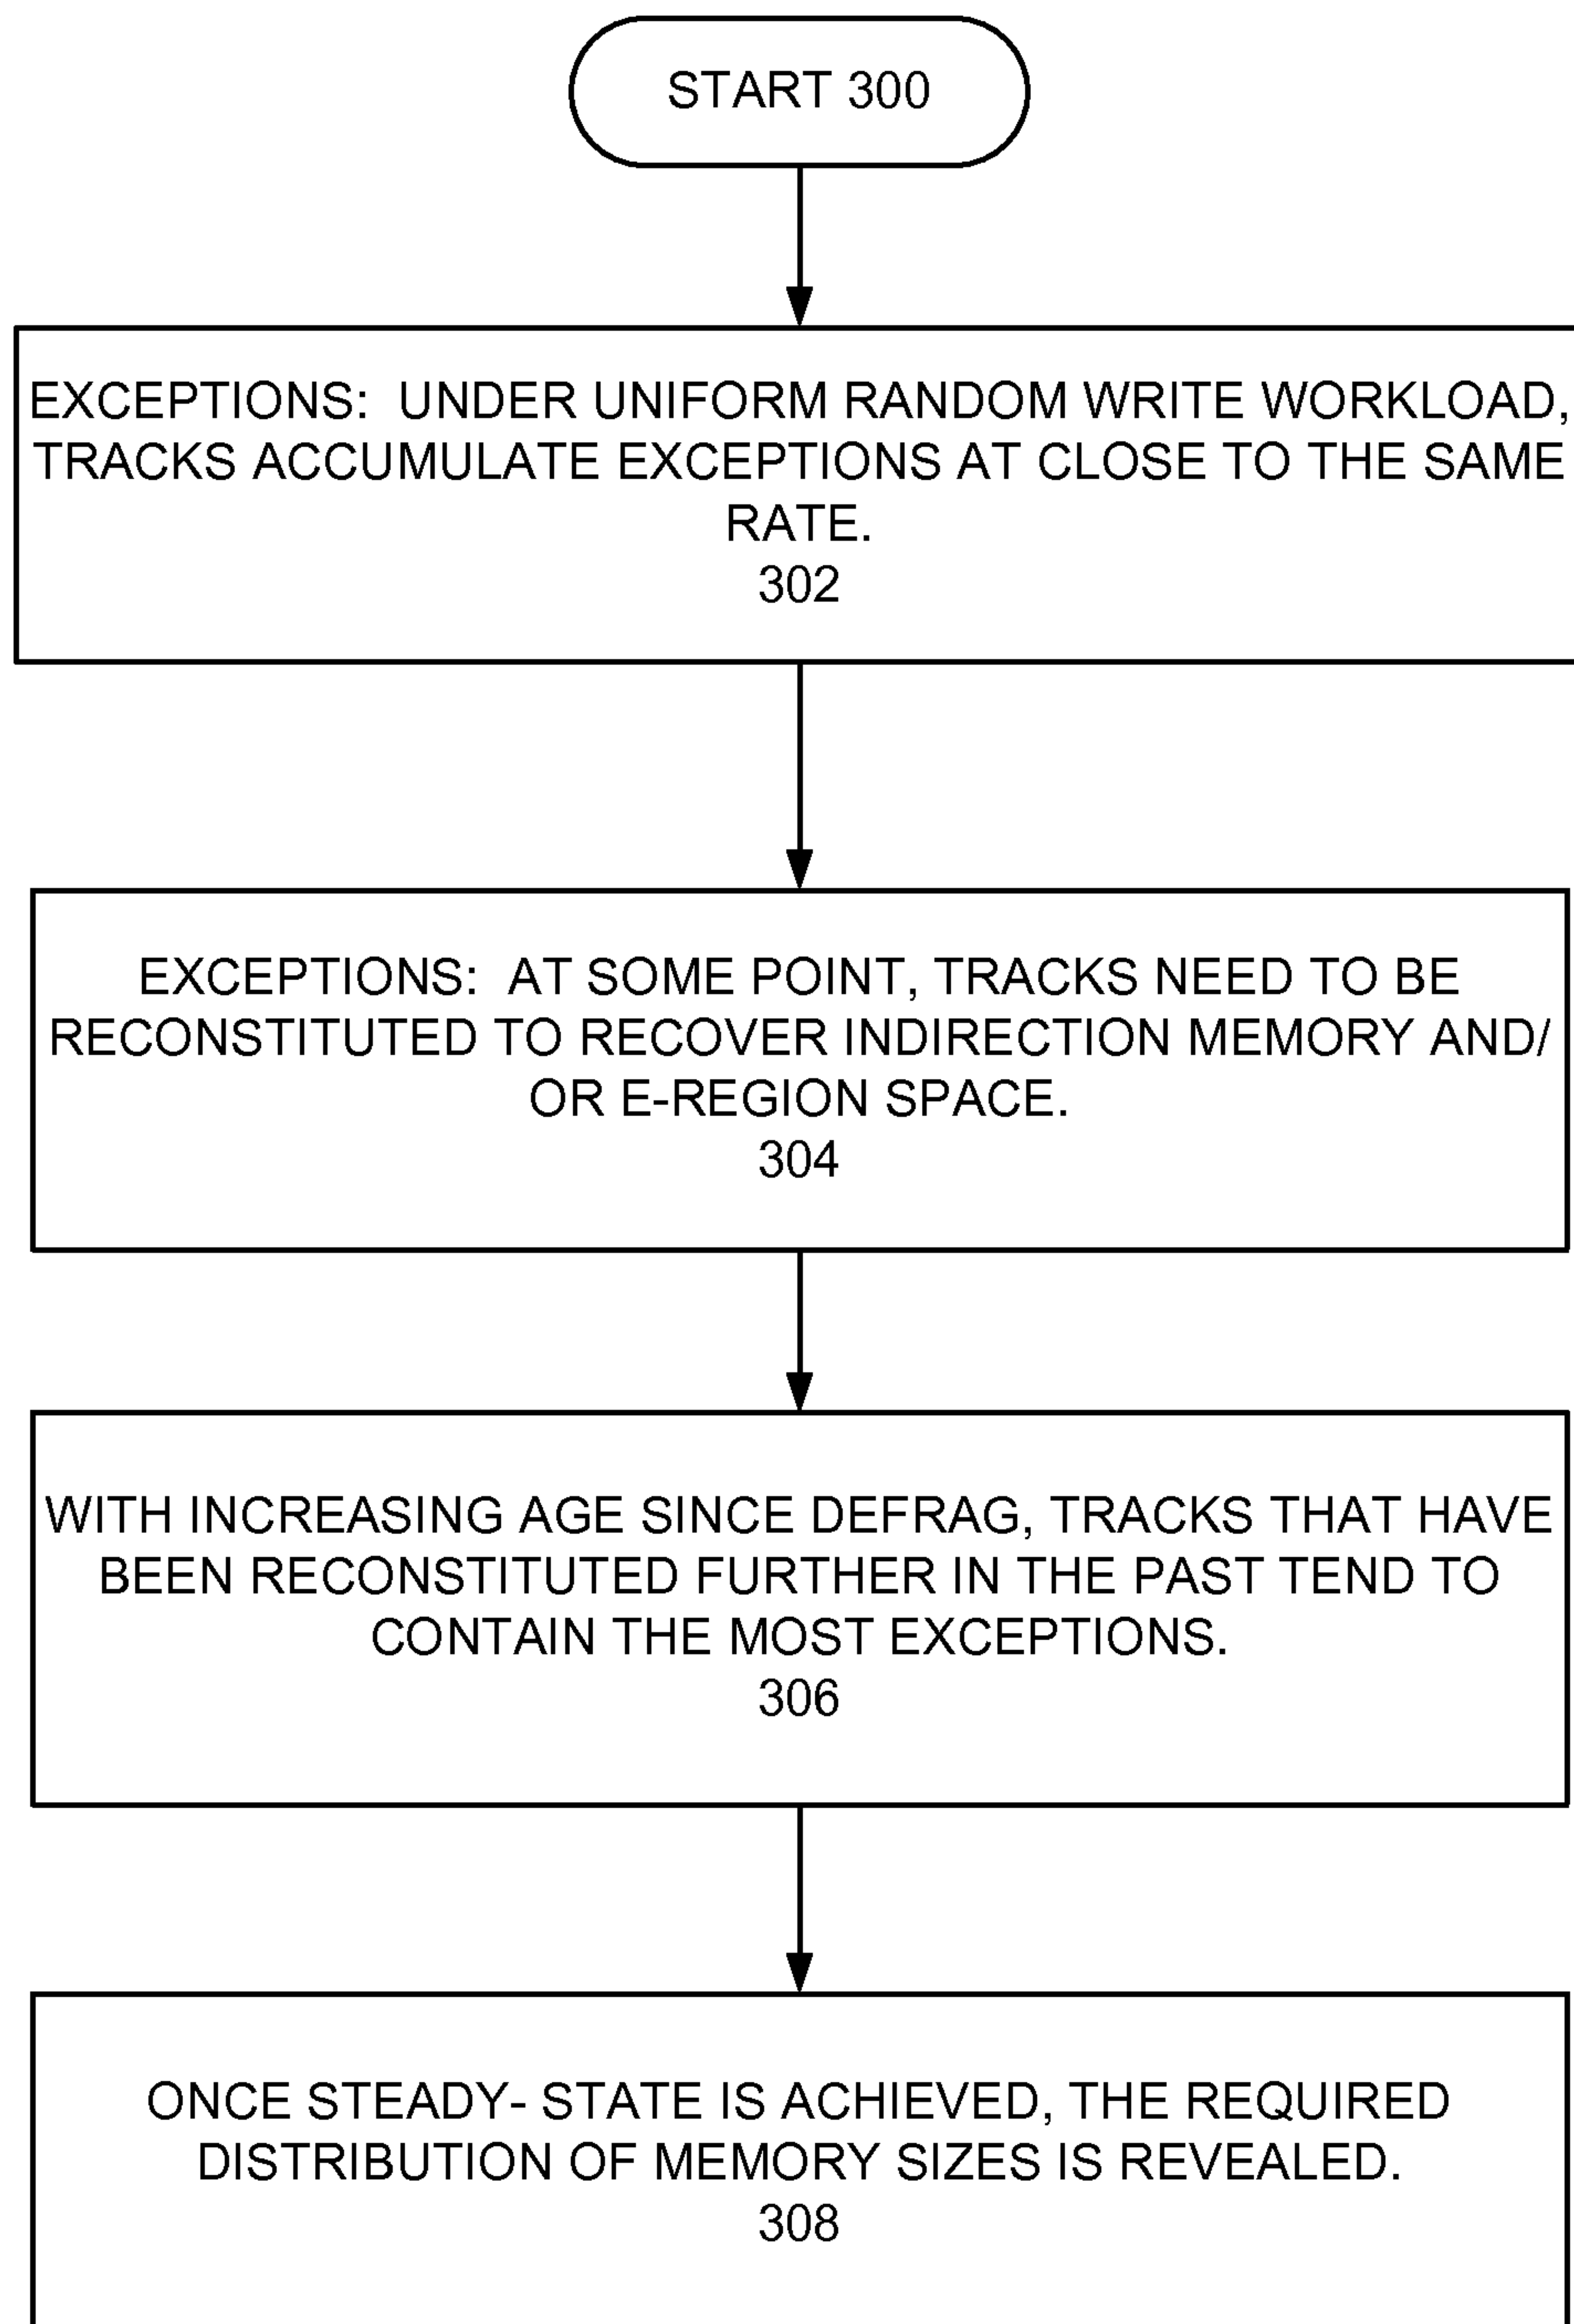 START 300
EXCEPTIONS: UNDER UNIFORM RANDOM WRITE WORKLOAD,
TRACKS ACCUMULATE EXCEPTIONS AT CLOSE TO THE SAME
RATE.
302
EXCEPTIONS: AT SOME POINT, TRACKS NEED TO BE
RECONSTITUTED TO RECOVER INDIRECTION MEMORY AND/
OR E-REGION SPACE.
304
WITH INCREASING AGE SINCE DEFRAG, TRACKS THAT HAVE
BEEN RECONSTITUTED FURTHER IN THE PAST TEND TO
CONTAIN THE MOST EXCEPTIONS.
306
ONCE STEADY- STATE IS ACHIEVED, THE REQUIRED
DISTRIBUTION OF MEMORY SIZES IS REVEALED.
308